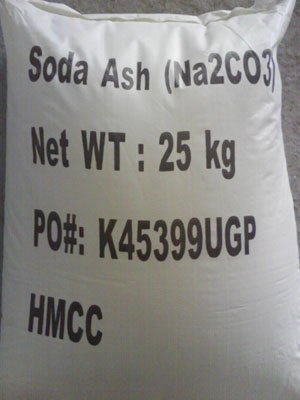 Soda Ash (Na2CO3)
Net WT : 25 kg
PO#: K45399UGP
HMCC